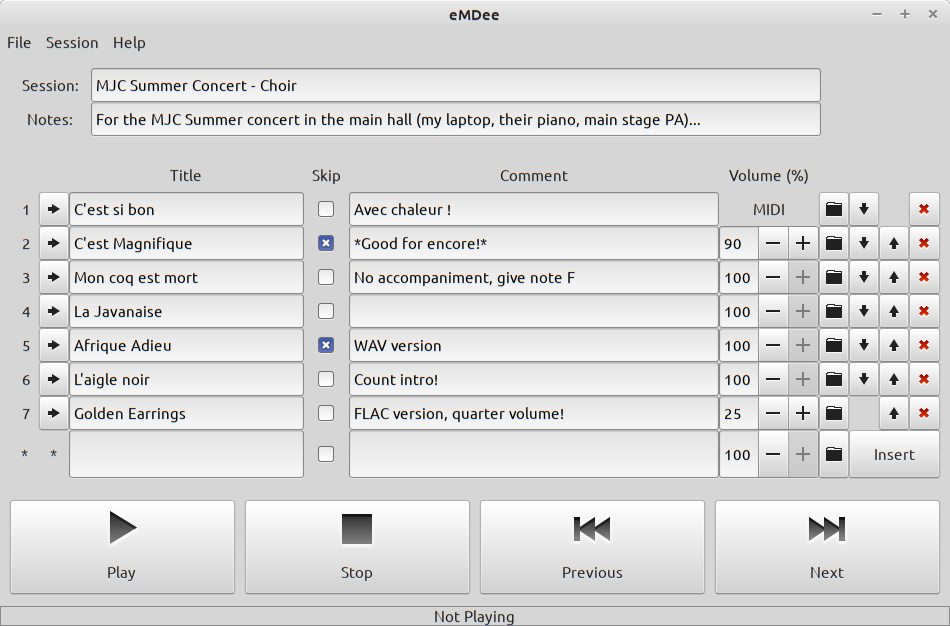 eMDee
File Session Help
Session: MJC Summer Concert - Choir
Notes: For the MJC Summer concert in the main hall (my laptop, their piano, main stage PA)...
Title Skip Comment Volume (%)
1 C'est si bon Avec chaleur ! MIDI
2 C'est Magnifique *Good for encore!* 90
3 Mon coq est mort No accompaniment, give note F 100
4 La Javanaise 100
5 Afrique Adieu WAV version 100
6 L'aigle noir Count intro! 100
7 Golden Earrings FLAC version, quarter volume! 25
* * 100 Insert
Play Stop Previous Next
Not Playing